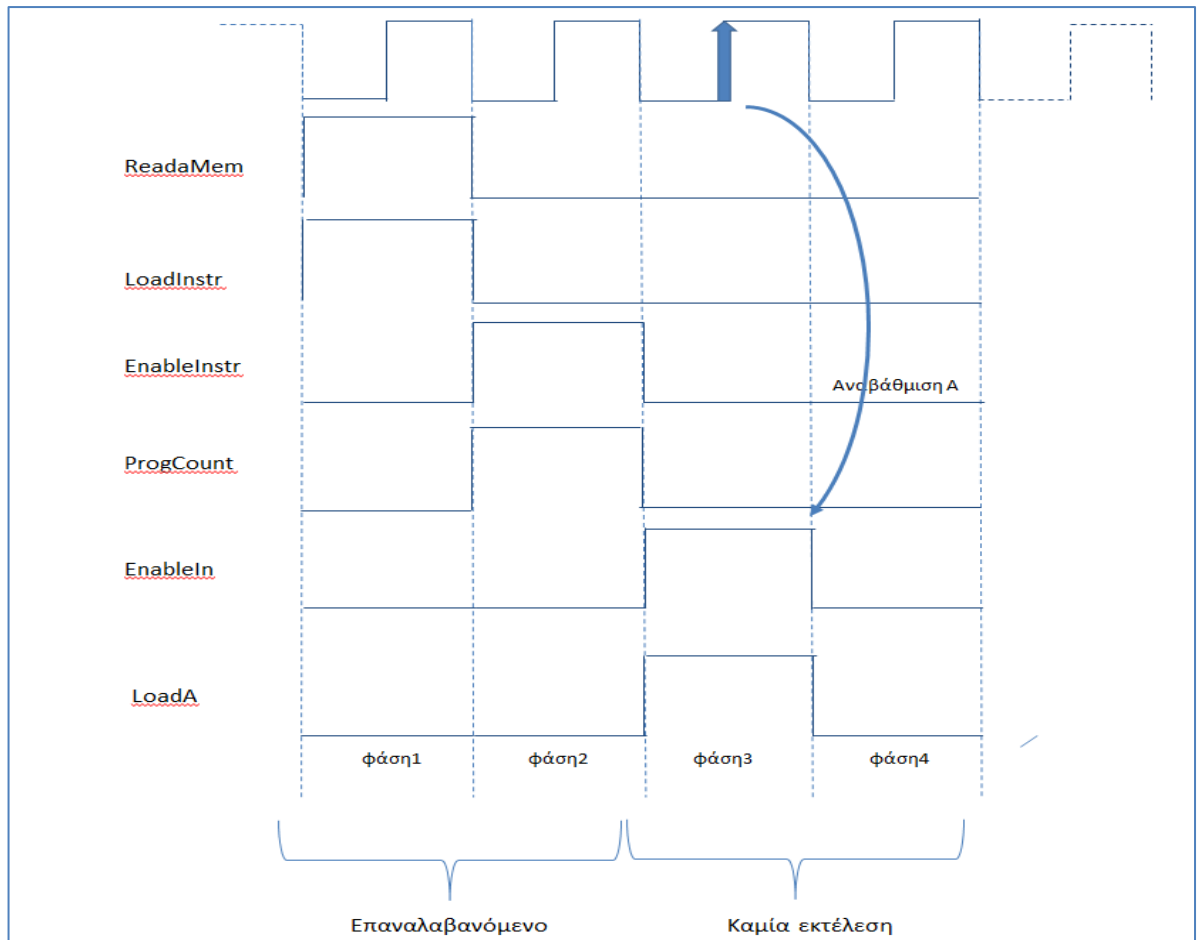 ReadaMem
LoadInstr
EnableInstr
Αναβάθμιση Α
ProgCount
EnableIn
LoadA
φάση1 φάση2 φάση3 φάση4
Επαναλαβανόμενο Καμία εκτέλεση